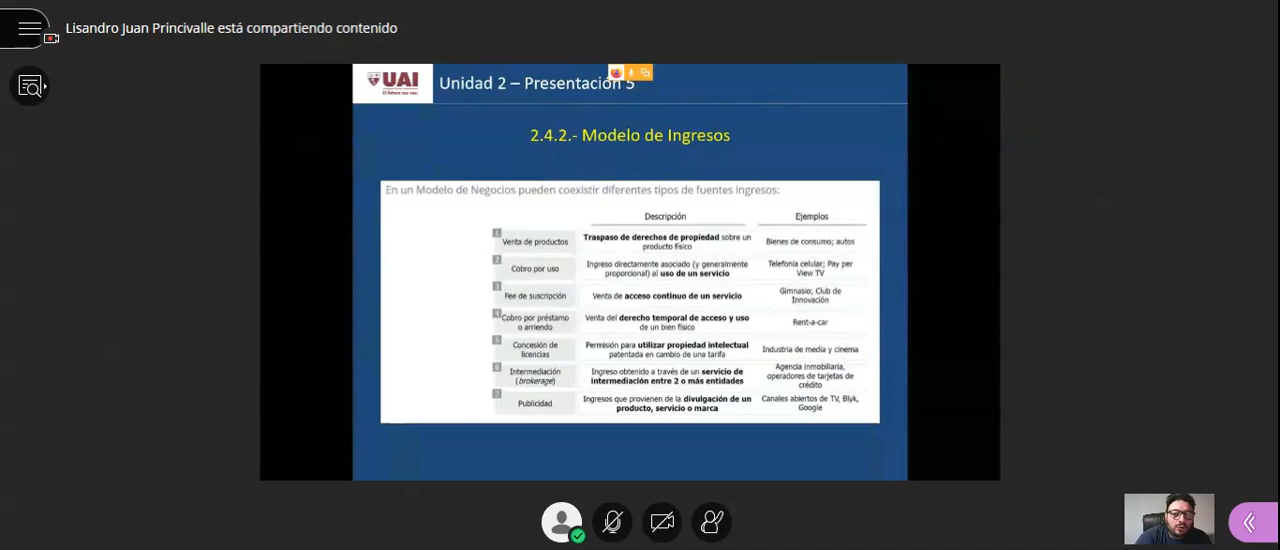 Lisandro Juan Princivalle está compartiendo contenido
UAI
El futuro sos vos.
Unidad 2 – Presentación 5
2.4.2.- Modelo de Ingresos
En un Modelo de Negocios pueden coexistir diferentes tipos de fuentes ingresos:
Descripción
Ejemplos
1
Venta de productos
Traspaso de derechos de propiedad sobre un
producto físico
Bienes de consumo; autos
2
Cobro por uso
Ingreso directamente asociado (y generalmente
proporcional) al uso de un servicio
Telefonía celular; Pay per
View TV
3
Fee de suscripción
Venta de acceso continuo de un servicio
Gimnasio; Club de
Innovación
4
Cobro por préstamo
o arriendo
Venta del derecho temporal de acceso y uso
de un bien físico
Rent-a-car
5
Concesión de
licencias
Permisión para utilizar propiedad intelectual
patentada en cambio de una tarifa
Industria de media y cinema
6
Intermediación
(brokerage)
Ingreso obtenido a través de un servicio de
intermediación entre 2 o más entidades
Agencia inmobiliaria,
operadores de tarjetas de
crédito
7
Publicidad
Ingresos que provienen de la divulgación de un
producto, servicio o marca
Canales abiertos de TV, Blyk,
Google